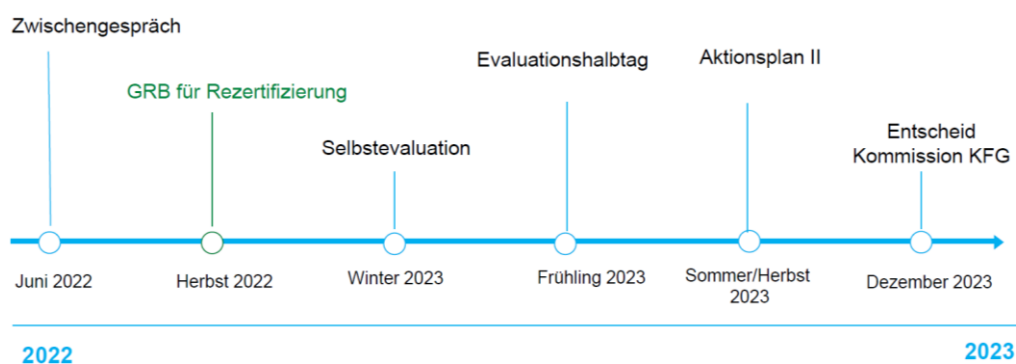 Zwischengespräch
GRB für Rezertifizierung
Selbstevaluation
Evaluationshalbtag
Aktionsplan II
Entscheid
Kommission KFG
Juni 2022
Herbst 2022
Winter 2023
Frühling 2023
Sommer/Herbst
2023
Dezember 2023
2022
2023